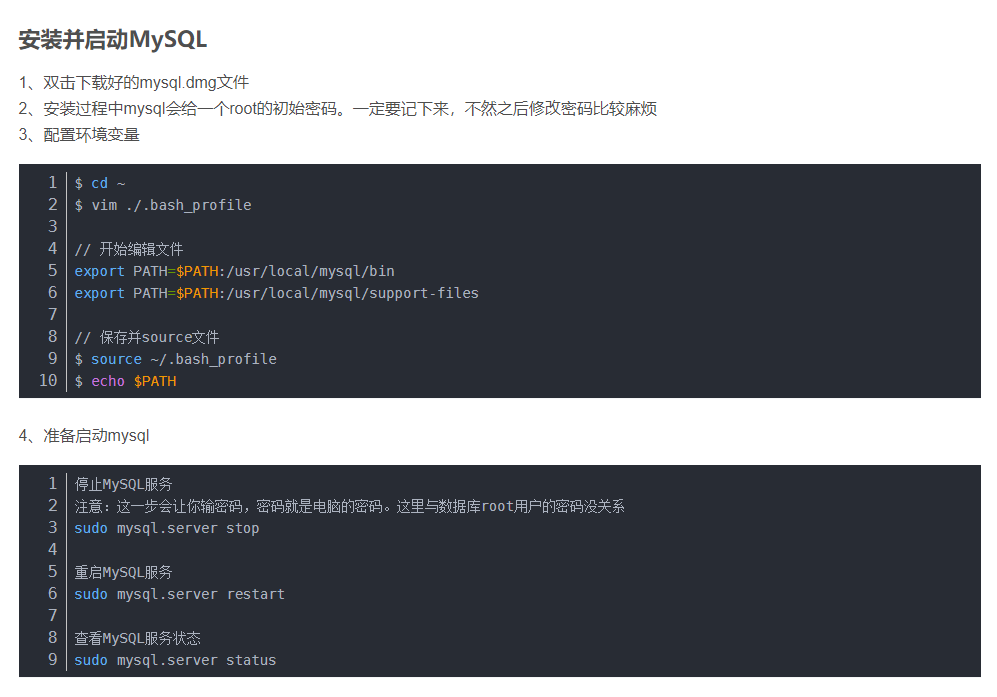 安装并启动MySQL
1、双击下载好的mysql.dmg文件
2、安装过程中mysql会给一个root的初始密码。一定要记下来，不然之后修改密码比较麻烦
3、配置环境变量
1 $ cd ~
2 $ vim ./.bash_profile
3
4 // 开始编辑文件
5 export PATH=$PATH:/usr/local/mysql/bin
6 export PATH=$PATH:/usr/local/mysql/support-files
7
8 // 保存并source文件
9 $ source ~/.bash_profile
10 $ echo $PATH
4、准备启动mysql
1 停止MySQL服务
2 注意：这一步会让你输密码，密码就是电脑的密码。这里与数据库root用户的密码没关系
3 sudo mysql.server stop
4
5 重启MySQL服务
6 sudo mysql.server restart
7
8 查看MySQL服务状态
9 sudo mysql.server status